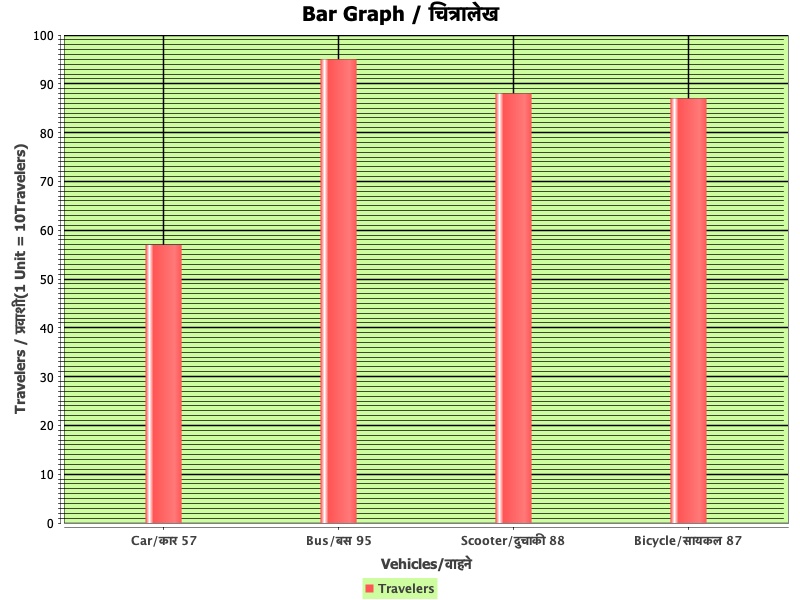 Bar Graph / चित्रालेख
Travelers / प्रवाशी(1 Unit = 10Travelers)
100
90
80
70
60
50
40
30
20
10
0
Car/कार 57 Bus/बस 95 Scooter/दुचाकी 88 Bicycle/सायकल 87
Vehicles/वाहने
Travelers